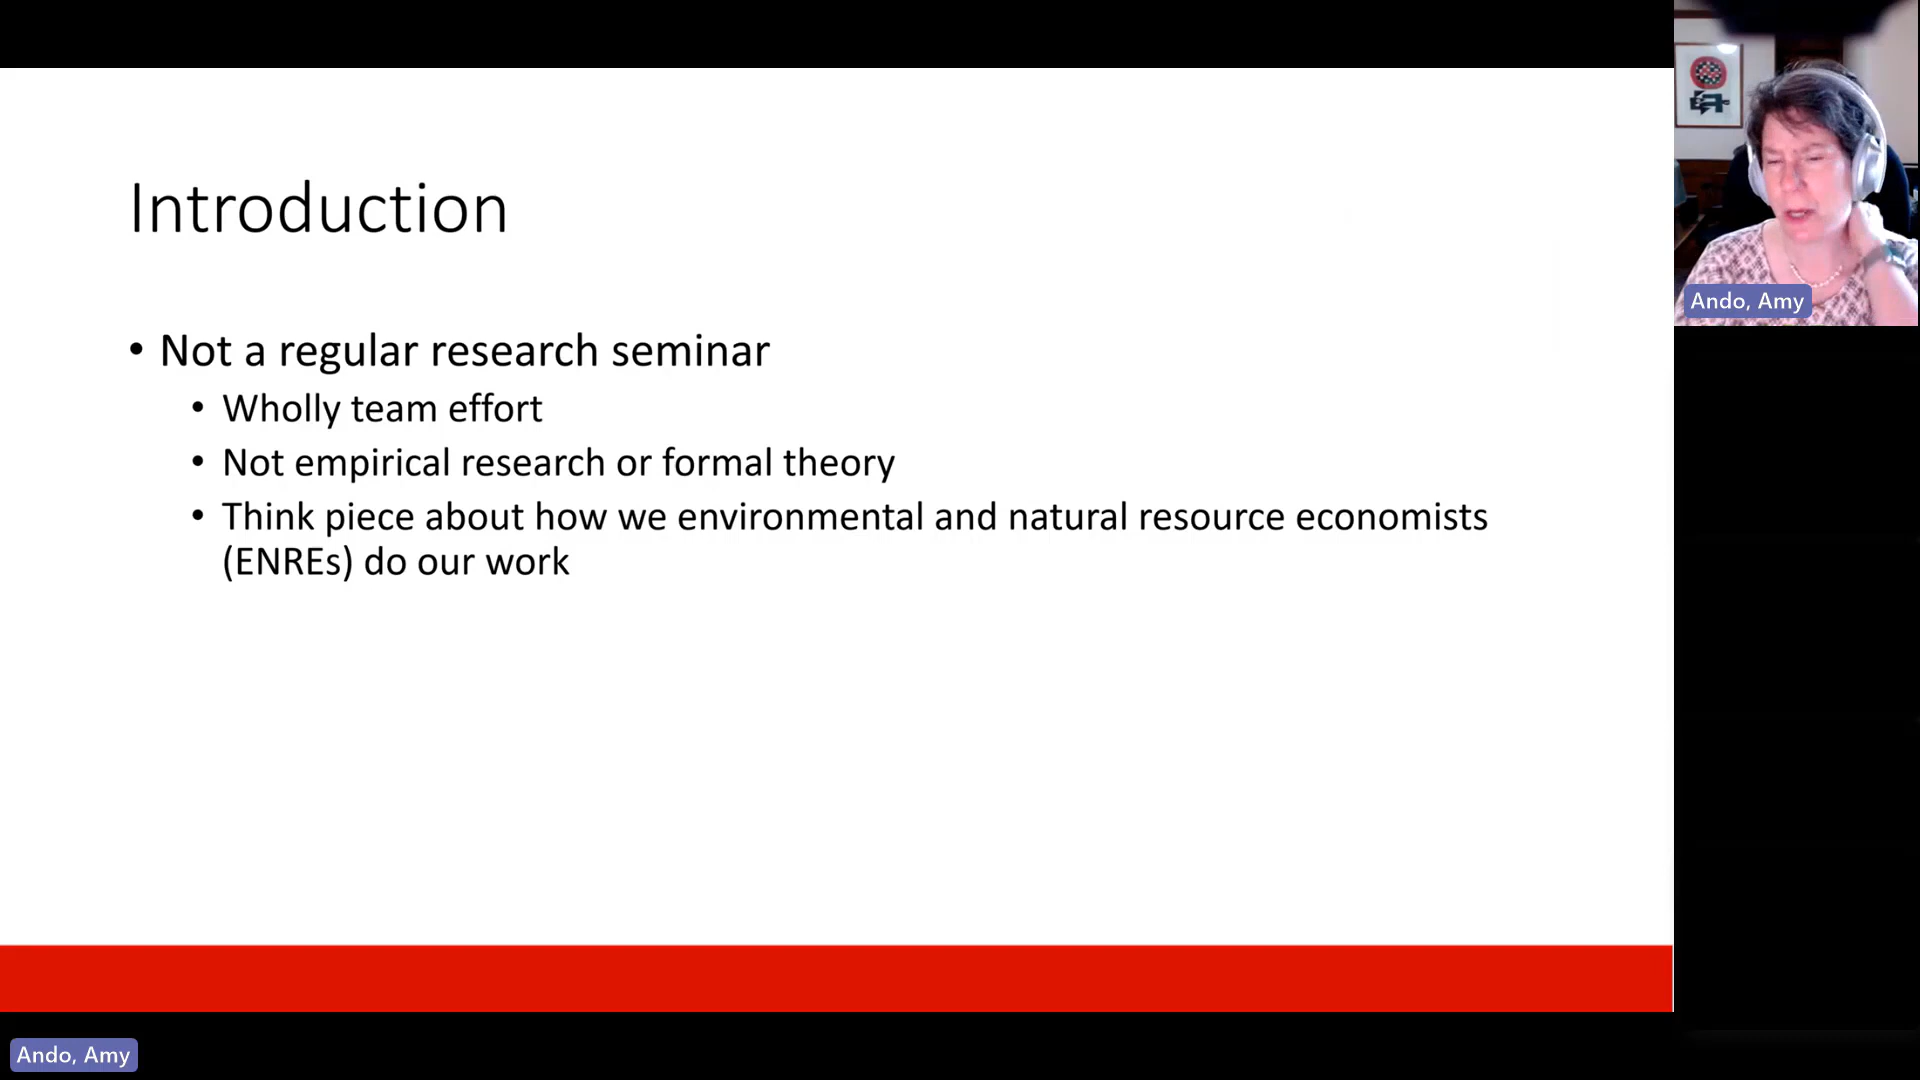 Introduction
• Not a regular research seminar
• Wholly team effort
• Not empirical research or formal theory
• Think piece about how we environmental and natural resource economists
(ENREs) do our work
Ando, Amy
Ando, Amy